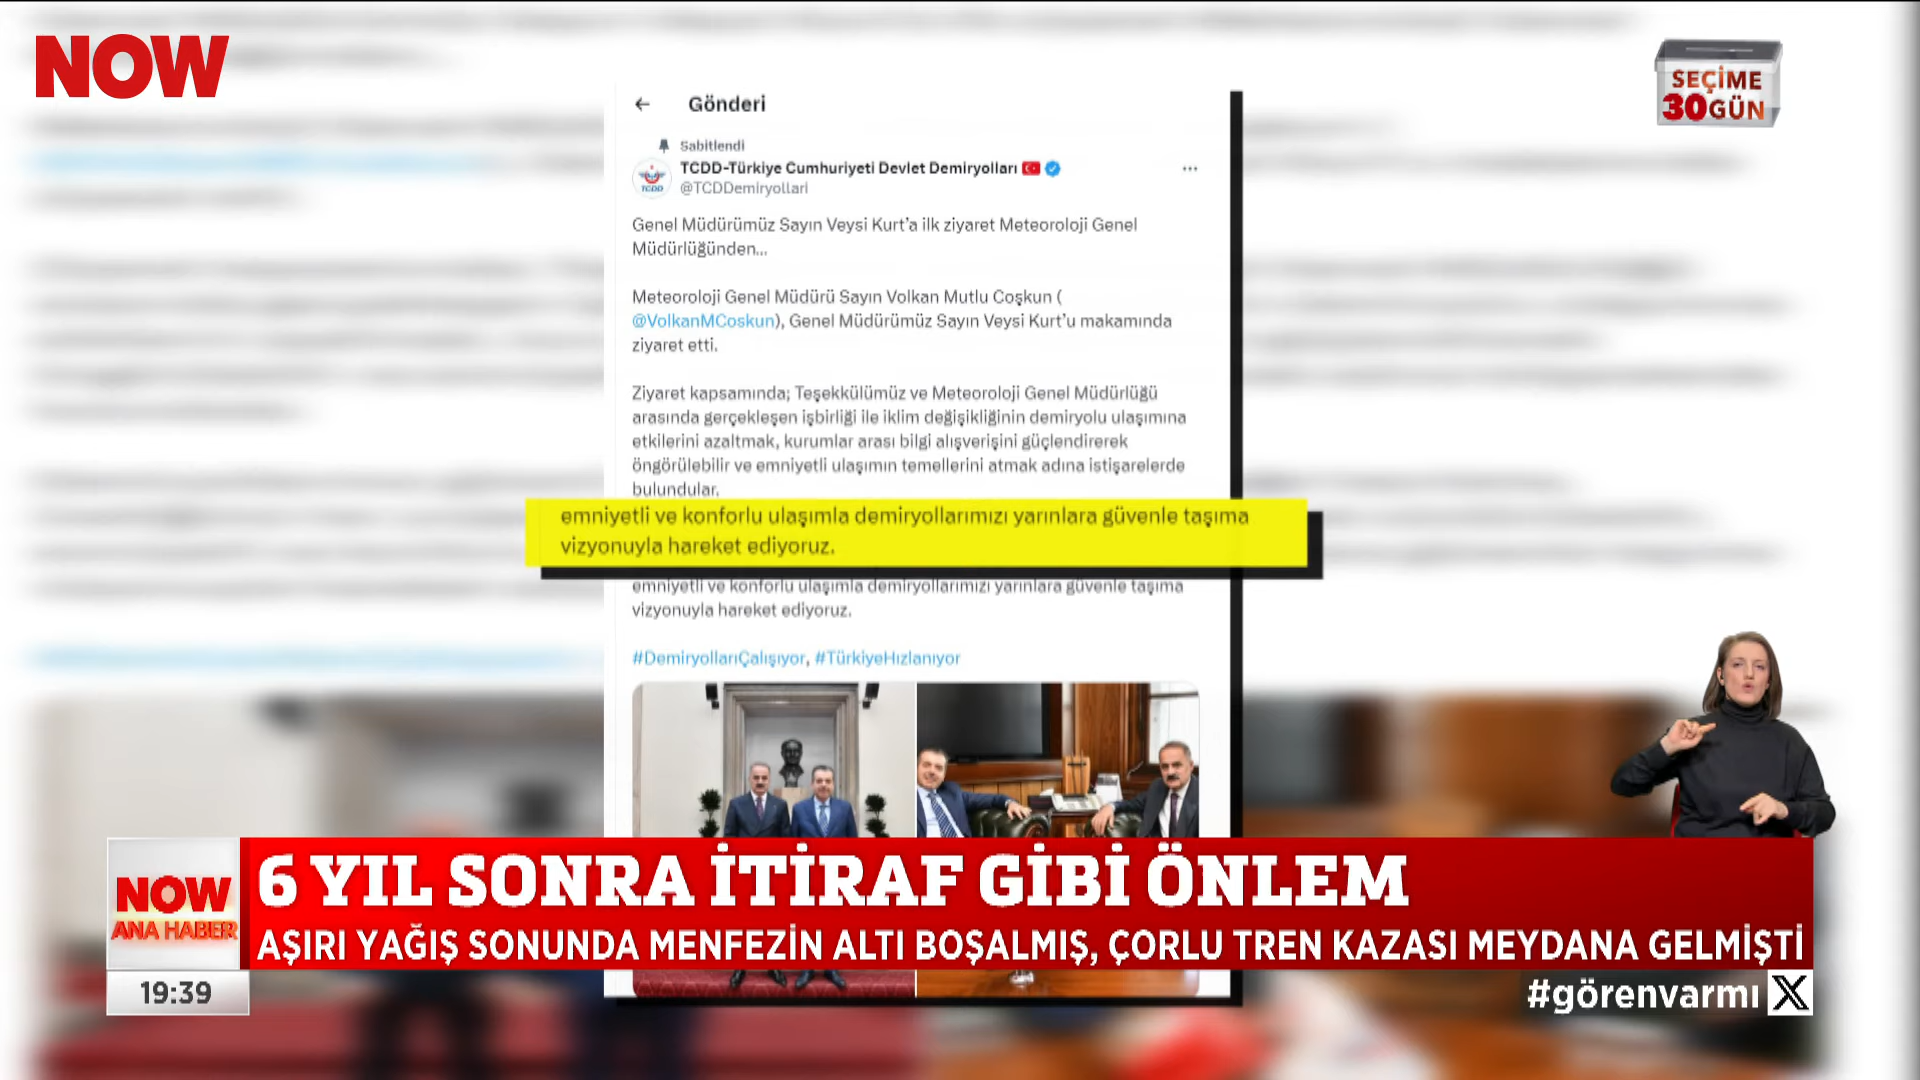 NOW
SEÇİME
30 GÜN
Gönderi
Sabitlendi
TCDD-Türkiye Cumhuriyeti Devlet Demiryolları
TCDD
@TCDDemiryollari
Genel Müdürümüz Sayın Veysi Kurt'a ilk ziyaret Meteoroloji Genel
Müdürlüğünden...
Meteoroloji Genel Müdürü Sayın Volkan Mutlu Coşkun (
@VolkanMCoskun), Genel Müdürümüz Sayın Veysi Kurt'u makamında
ziyaret etti.
Ziyaret kapsamında; Teşekkülümüz ve Meteoroloji Genel Müdürlüğü
arasında gerçekleşen işbirliği ile iklim değişikliğinin demiryolu ulaşımına
etkilerini azaltmak, kurumlar arası bilgi alışverişini güçlendirerek
öngörülebilir ve emniyetli ulaşımın temellerini atmak adına istişarelerde
bulundular.
emniyetli ve konforlu ulaşımla demiryollarımızı yarınlara güvenle taşıma
vizyonuyla hareket ediyoruz.
emniyetli ve konforlu ulaşımla demiryollarımızı yarınlara güvenle taşıma
vizyonuyla hareket ediyoruz.
#DemiryollarıÇalışıyor, #TürkiyeHızlanıyor
NOW
ANA HABER
6 YIL SONRA İTİRAF GİBİ ÖNLEM
AŞIRI YAĞIŞ SONUNDA MENFEZİN ALTI BOŞALMIŞ, ÇORLU TREN KAZASI MEYDANA GELMİŞTİ
19:39
#görenvarmı X